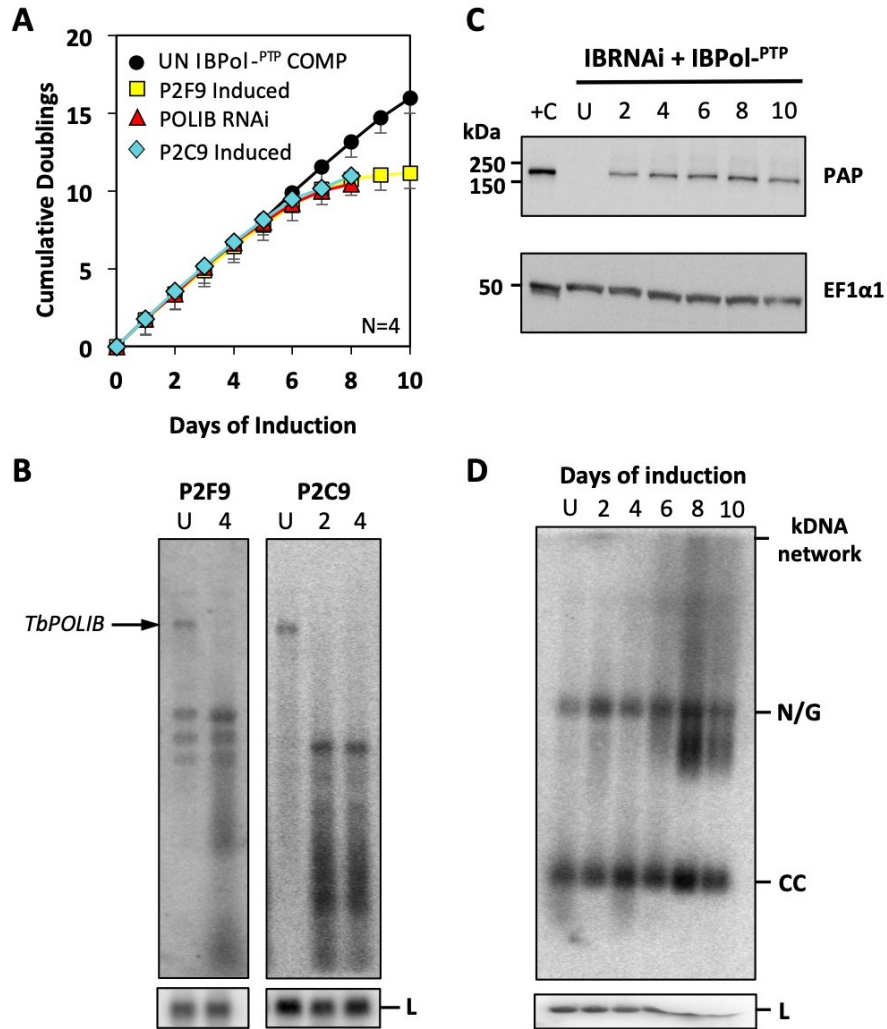 A
20
15
10
5
0
Cumulative Doublings
UN IBPol-PTP COMP
P2F9 Induced
POLIB RNAi
P2C9 Induced
N=4
0 2 4 6 8 10
Days of Induction
C
IBRNAi + IBPol-PTP
+C U 2 4 6 8 10
kDa
250
150
PAP
50
EF1α1
B
P2F9 P2C9
U 4 U 2 4
TbPOLIB
L
D
Days of induction
U 2 4 6 8 10
kDNA
network
N/G
CC
L